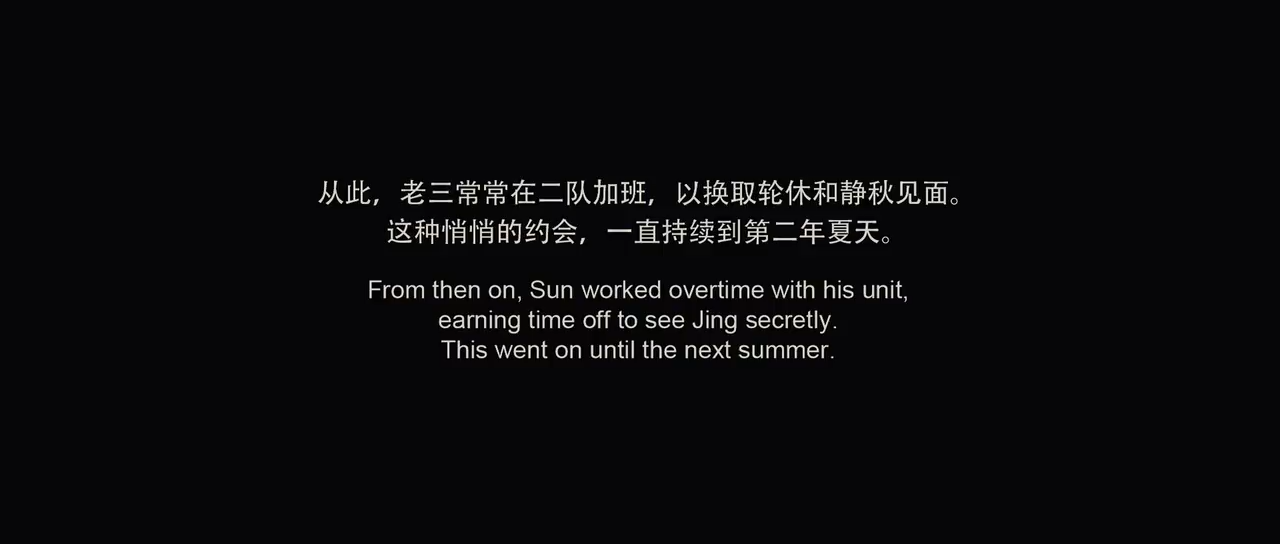 从此，老三常常在二队加班，以换取轮休和静秋见面。
这种悄悄的约会，一直持续到第二年夏天。
From then on, Sun worked overtime with his unit,
earning time off to see Jing secretly.
This went on until the next summer.